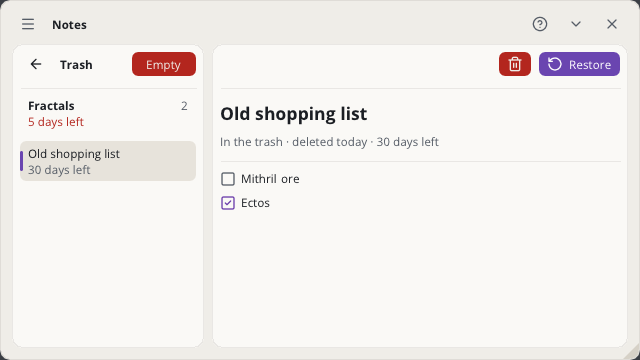 Notes
Trash
Empty
Fractals 2
5 days left
Old shopping list
30 days left
Restore
Old shopping list
In the trash · deleted today · 30 days left
Mithril ore
Ectos